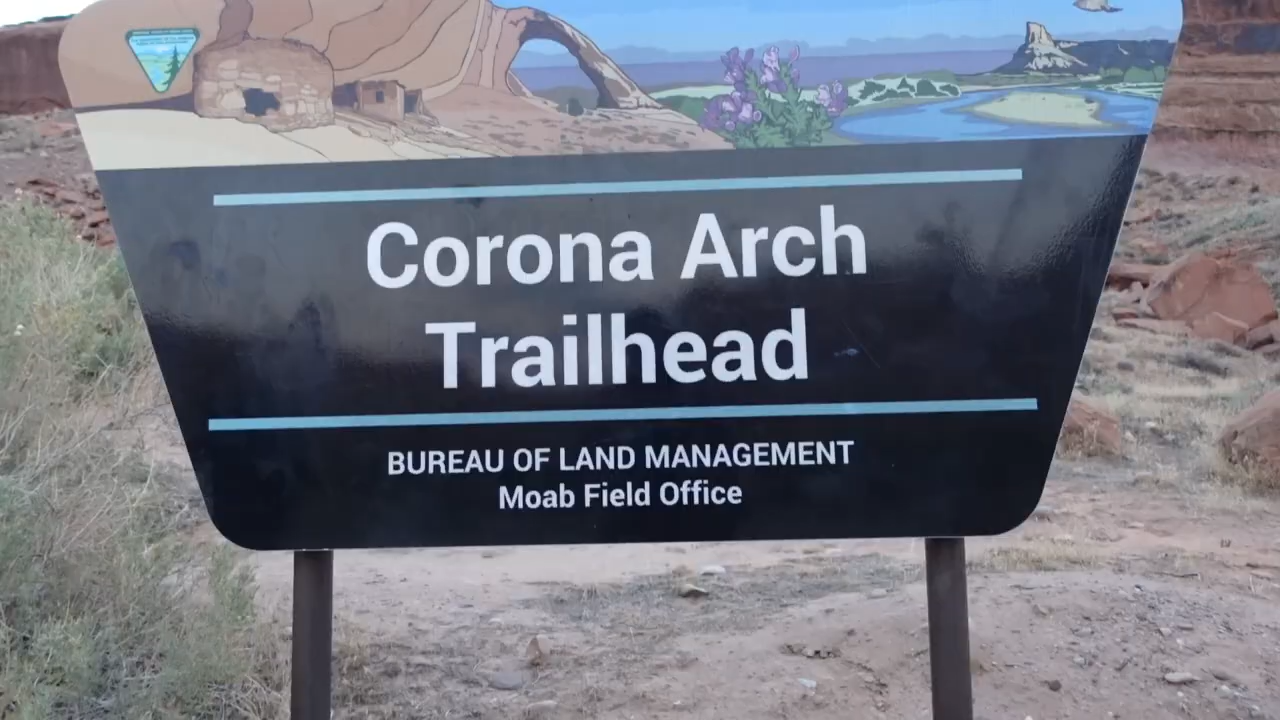 Corona Arch
Trailhead
BUREAU OF LAND MANAGEMENT
Moab Field Office